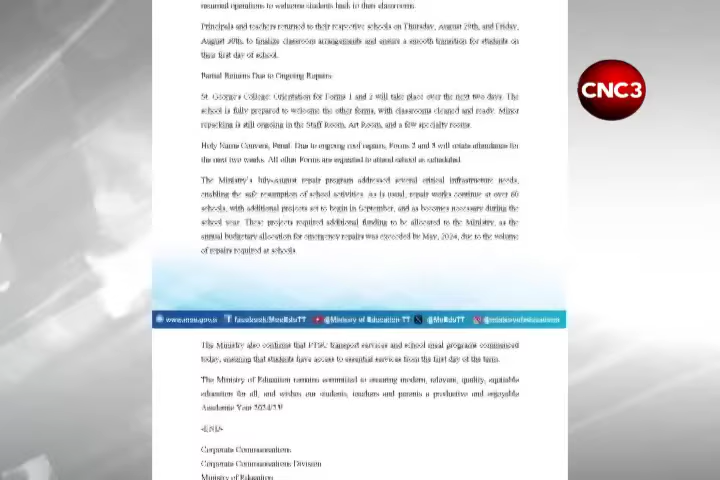 resumed operations to welcome students back to their classrooms.
Principals and teachers returned to their respective schools on Thursday, August 29th, and Friday,
August 30th, to finalize classroom arrangements and ensure a smooth transition for students on
their first day of school.
Partial Returns Due to Ongoing Repairs
St. George's College: Orientation for Forms 1 and 2 will take place over the next two days. The
school is fully prepared to welcome the other forms, with classrooms cleaned and ready. Minor
repacking is still ongoing in the Staff Room, Art Room, and a few specialty rooms.
Holy Name Convent, Penal: Due to ongoing roof repairs, Forms 2 and 3 will rotate attendance for
the next two weeks. All other Forms are expected to attend school as scheduled.
The Ministry's July-August repair program addressed several critical infrastructure needs,
enabling the safe resumption of school activities. As is usual, repair works continue at over 60
schools, with additional projects set to begin in September, and as becomes necessary during the
school year. These projects required additional funding to be allocated to the Ministry, as the
annual budgetary allocation for emergency repairs was exceeded by May, 2024, due to the volume
of repairs required at schools.
CNC3
www.moe.gov.tt facebook/MoeEduTT @Ministry of Education TT @MoEduTT @ministryofeducationtt
The Ministry also confirms that PTSC transport services and school meal programs commenced
today, ensuring that students have access to essential services from the first day of the term.
The Ministry of Education remains committed to ensuring modern, relevant, quality, equitable
education for all, and wishes our students, teachers and parents a productive and enjoyable
Academic Year 2024/25!
-END-
Corporate Communications
Corporate Communications Division
Ministry of Education